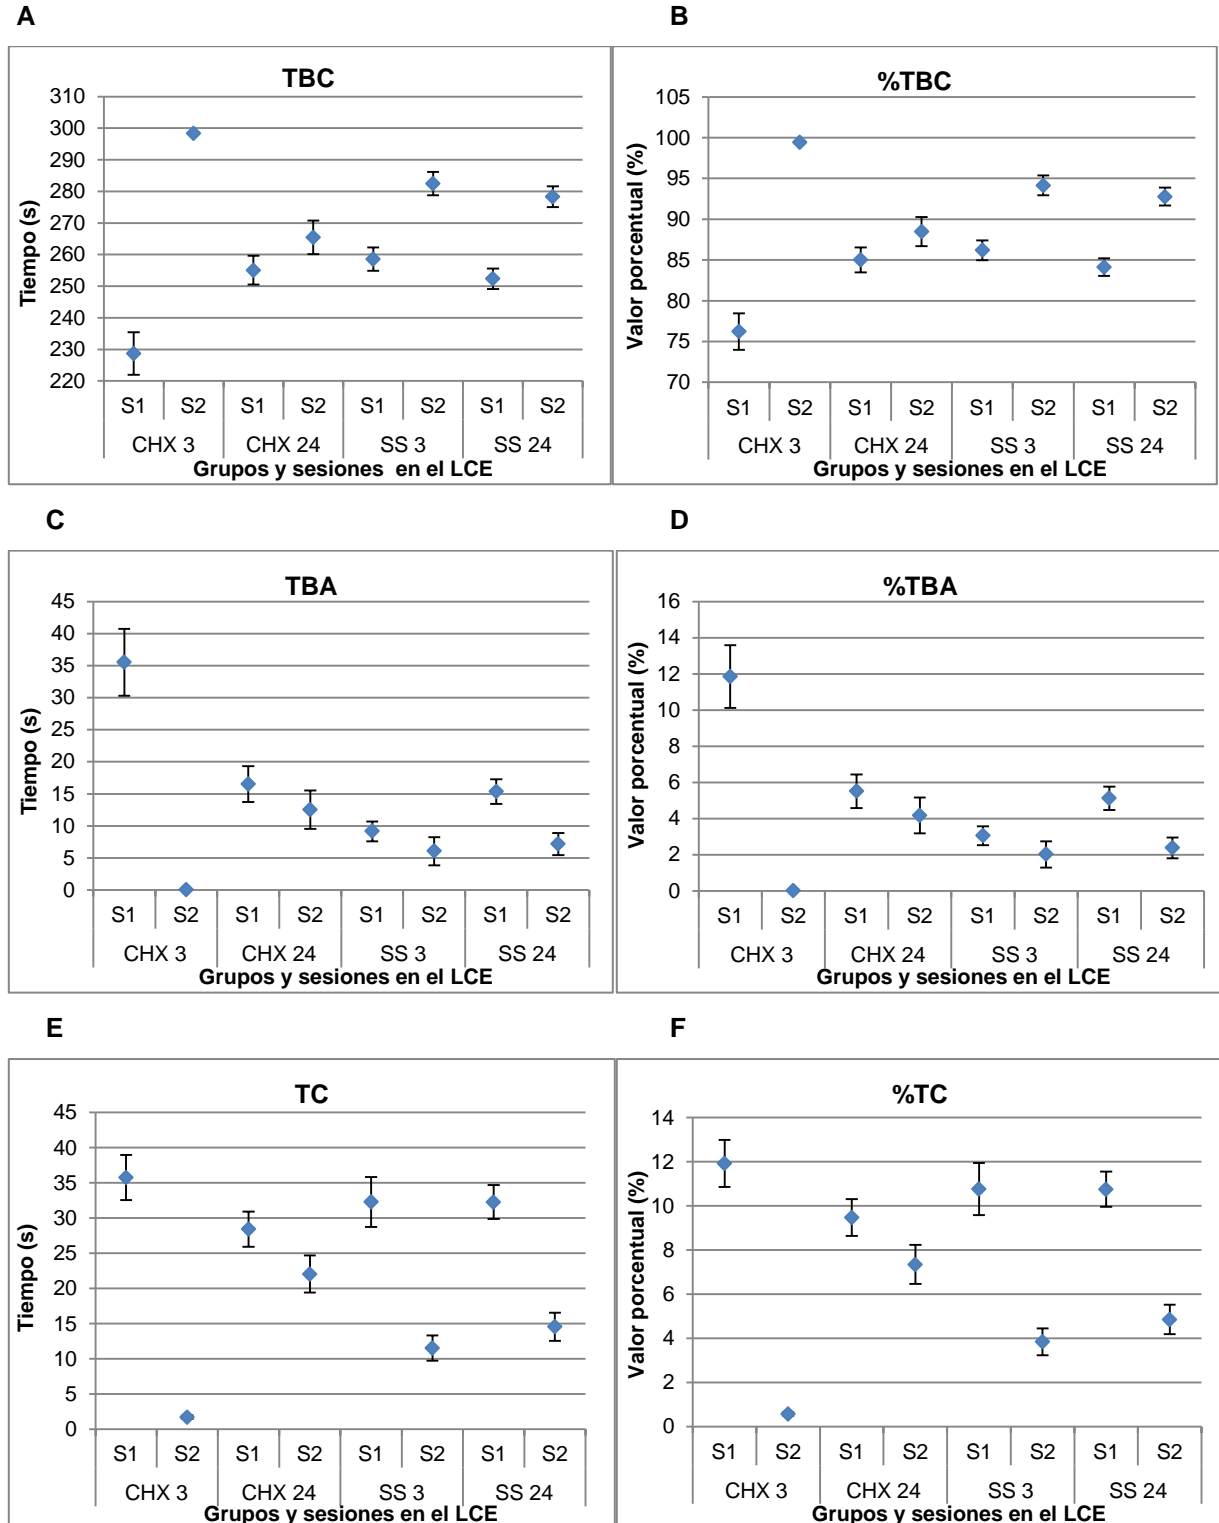 A
B
TBC
310
300
290
280
270
260
250
240
230
220
Tiempo (s)
S1 S2 S1 S2 S1 S2 S1 S2
CHX 3 CHX 24 SS 3 SS 24
Grupos y sesiones en el LCE
%TBC
105
100
95
90
85
80
75
70
Valor porcentual (%)
S1 S2 S1 S2 S1 S2 S1 S2
CHX 3 CHX 24 SS 3 SS 24
Grupos y sesiones en el LCE
C
D
TBA
45
40
35
30
25
20
15
10
5
0
Tiempo (s)
S1 S2 S1 S2 S1 S2 S1 S2
CHX 3 CHX 24 SS 3 SS 24
Grupos y sesiones en el LCE
%TBA
16
14
12
10
8
6
4
2
0
Valor porcentual (%)
S1 S2 S1 S2 S1 S2 S1 S2
CHX 3 CHX 24 SS 3 SS 24
Grupos y sesiones en el LCE
E
F
TC
45
40
35
30
25
20
15
10
5
0
Tiempo (s)
S1 S2 S1 S2 S1 S2 S1 S2
CHX 3 CHX 24 SS 3 SS 24
Grupos y sesiones en el LCE
%TC
14
12
10
8
6
4
2
0
Valor porcentual (%)
S1 S2 S1 S2 S1 S2 S1 S2
CHX 3 CHX 24 SS 3 SS 24
Grupos y sesiones en el LCE